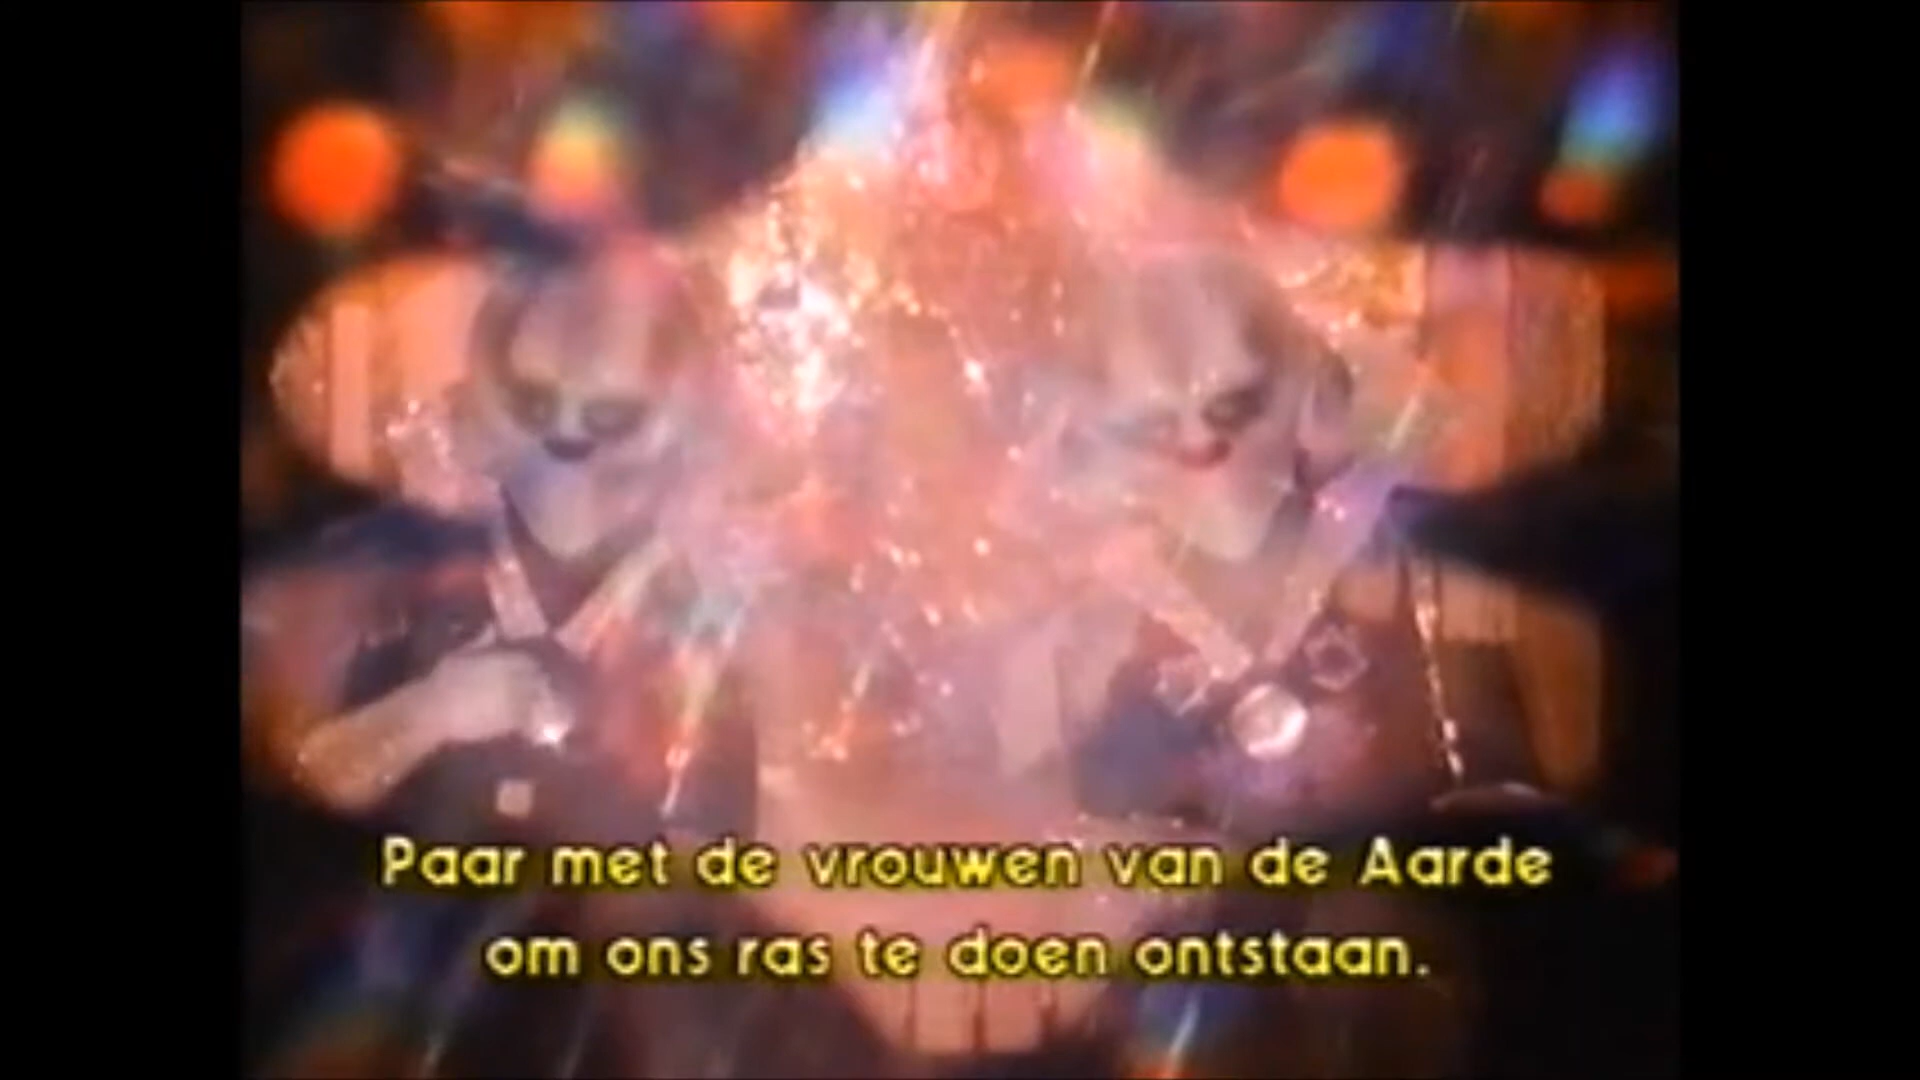 Paar met de vrouwen van de Aarde
om ons ras te doen ontstaan.